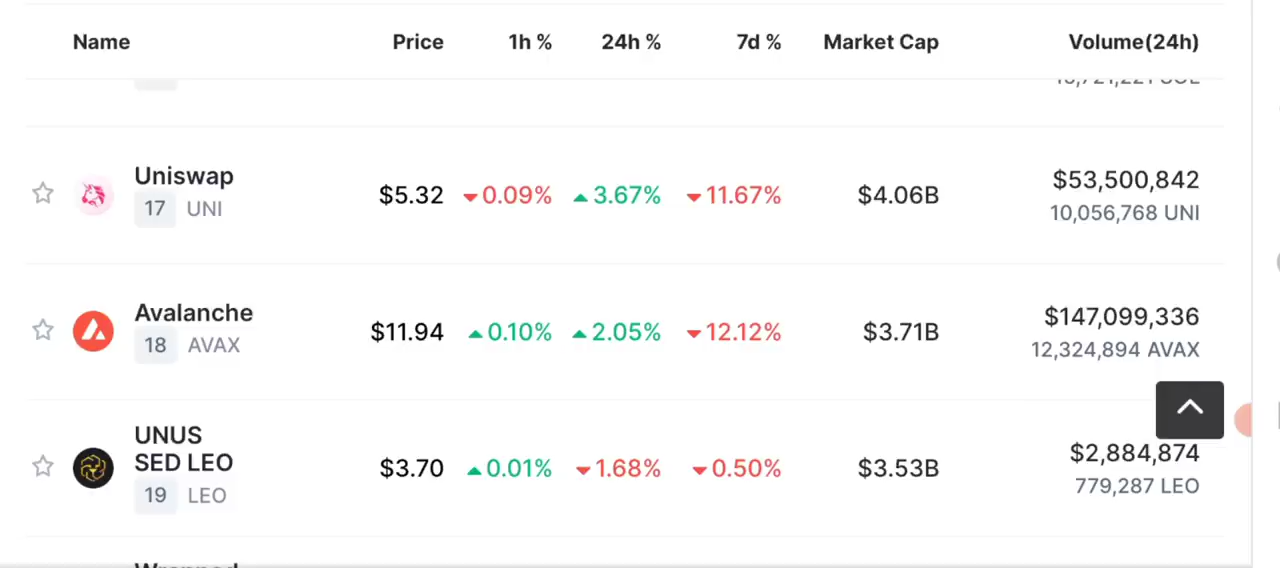 Name Price 1h % 24h % 7d % Market Cap Volume(24h)
Uniswap
17 UNI
$5.32 0.09% 3.67% 11.67% $4.06B
$53,500,842
10,056,768 UNI
Avalanche
18 AVAX
$11.94 0.10% 2.05% 12.12% $3.71B
$147,099,336
12,324,894 AVAX
UNUS
SED LEO
19 LEO
$3.70 0.01% 1.68% 0.50% $3.53B
$2,884,874
779,287 LEO